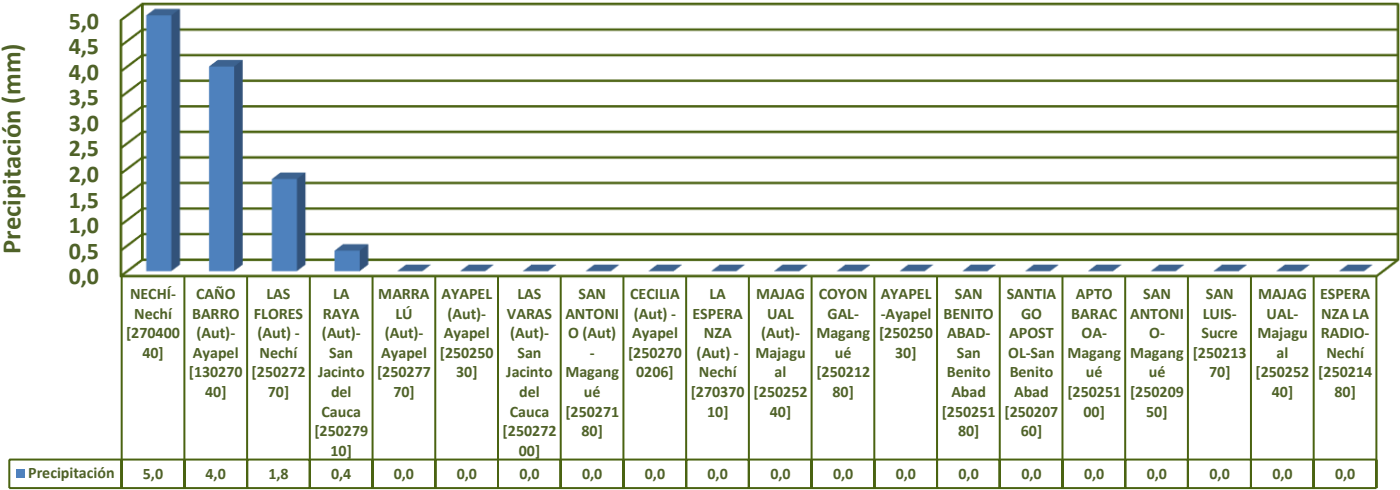 Precipitación (mm)
5,0
4,5
4,0
3,5
3,0
2,5
2,0
1,5
1,0
0,5
0,0
NECHÍ-
Nechí
[270400
40]
CAÑO
BARRO
(Aut)-
Ayapel
[130270
40]
LAS
FLORES
(Aut) -
Nechí
[250272
70]
LA
RAYA
(Aut)-
San
Jacinto
del
Cauca
[250279
10]
MARRA
LÚ
(Aut)-
Ayapel
[250277
70]
AYAPEL
(Aut)-
Ayapel
[250250
30]
LAS
VARAS
(Aut)-
San
Jacinto
del
Cauca
[250272
00]
SAN
ANTONI
O (Aut)
-
Magang
ué
[250271
80]
CECILIA
(Aut) -
Ayapel
[250270
0206]
LA
ESPERA
NZA
(Aut) -
Nechí
[270370
10]
MAJAG
UAL
(Aut)-
Majagu
al
[250252
40]
COYON
GAL-
Magang
ué
[250212
80]
AYAPEL
-Ayapel
[250250
30]
SAN
BENITO
ABAD-
San
Benito
Abad
[250251
80]
SANTIA
GO
APOST
OL-San
Benito
Abad
[250207
60]
APTO
BARAC
OA-
Magang
ué
[250251
00]
SAN
ANTONI
O-
Magang
ué
[250209
50]
SAN
LUIS-
Sucre
[250213
70]
MAJAG
UAL-
Majagu
al
[250252
40]
ESPERA
NZA LA
RADIO-
Nechí
[250214
80]
Precipitación 5,0 4,0 1,8 0,4 0,0 0,0 0,0 0,0 0,0 0,0 0,0 0,0 0,0 0,0 0,0 0,0 0,0 0,0 0,0 0,0